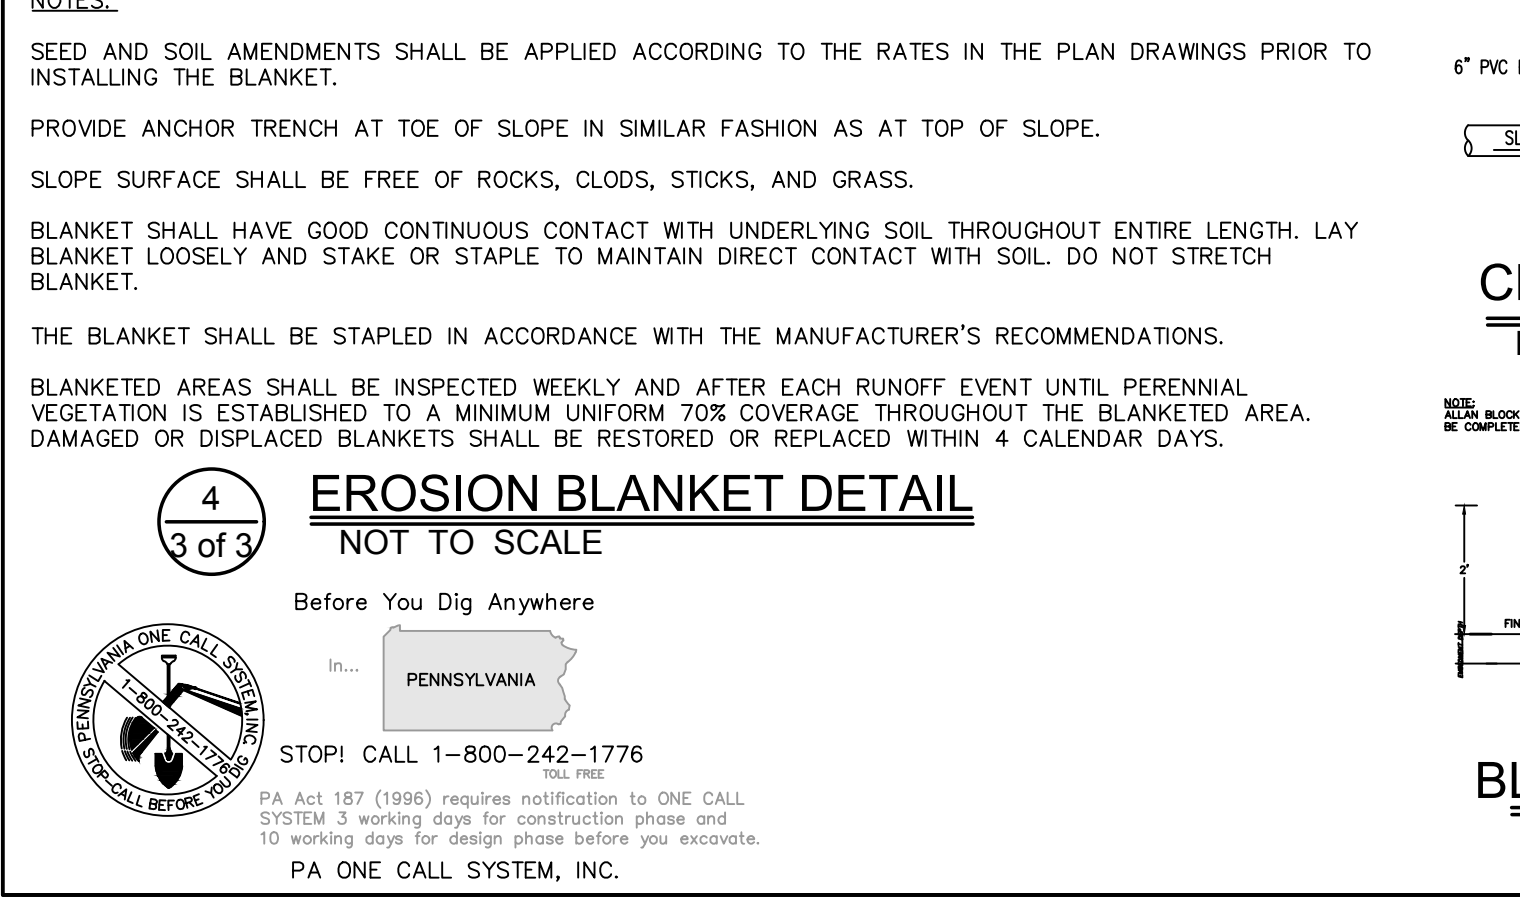 NOTES:
SEED AND SOIL AMENDMENTS SHALL BE APPLIED ACCORDING TO THE RATES IN THE PLAN DRAWINGS PRIOR TO
INSTALLING THE BLANKET.
PROVIDE ANCHOR TRENCH AT TOE OF SLOPE IN SIMILAR FASHION AS AT TOP OF SLOPE.
SLOPE SURFACE SHALL BE FREE OF ROCKS, CLODS, STICKS, AND GRASS.
BLANKET SHALL HAVE GOOD CONTINUOUS CONTACT WITH UNDERLYING SOIL THROUGHOUT ENTIRE LENGTH. LAY
BLANKET LOOSELY AND STAKE OR STAPLE TO MAINTAIN DIRECT CONTACT WITH SOIL. DO NOT STRETCH
BLANKET.
THE BLANKET SHALL BE STAPLED IN ACCORDANCE WITH THE MANUFACTURER'S RECOMMENDATIONS.
BLANKETED AREAS SHALL BE INSPECTED WEEKLY AND AFTER EACH RUNOFF EVENT UNTIL PERENNIAL
VEGETATION IS ESTABLISHED TO A MINIMUM UNIFORM 70% COVERAGE THROUGHOUT THE BLANKETED AREA.
DAMAGED OR DISPLACED BLANKETS SHALL BE RESTORED OR REPLACED WITHIN 4 CALENDAR DAYS.
4
3 of 3
EROSION BLANKET DETAIL
NOT TO SCALE
Before You Dig Anywhere
In...
PENNSYLVANIA
STOP! CALL 1-800-242-1776
TOLL FREE
PA Act 187 (1996) requires notification to ONE CALL
SYSTEM 3 working days for construction phase and
10 working days for design phase before you excavate.
PA ONE CALL SYSTEM, INC.
PENNSYLVANIA ONE CALL SYSTEM,INC
1-800-242-1776
STOP-CALL BEFORE YOU DIG
6" PVC
NOTE:
ALLAN BLOCK
BE COMPLETE
2'